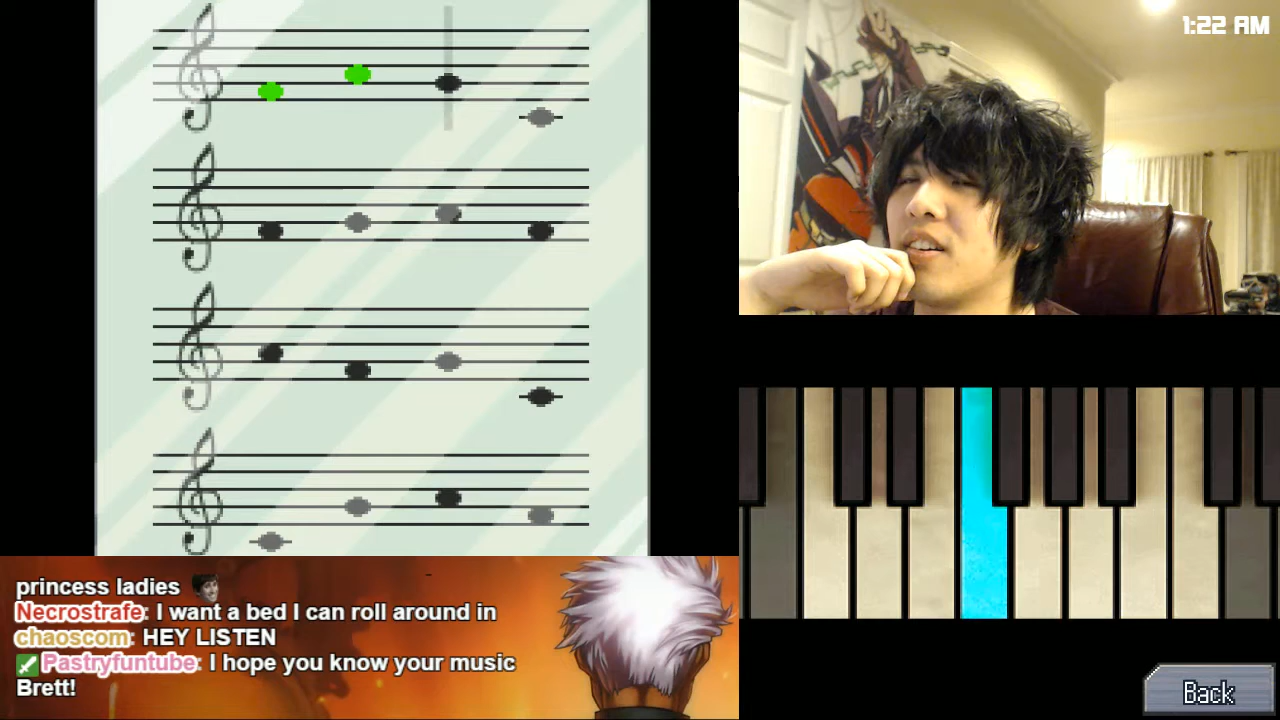 1:22 AM
princess ladies
Necrostrafe: I want a bed I can roll around in
chaoscom: HEY LISTEN
Pastryfuntube: I hope you know your music
Brett!
Back